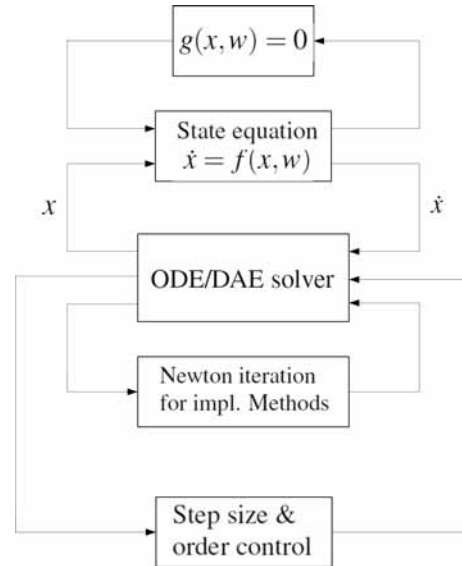 g(x, w) = 0
State equation
ẋ = f(x, w)
x
ẋ
ODE/DAE solver
Newton iteration
for impl. Methods
Step size &
order control